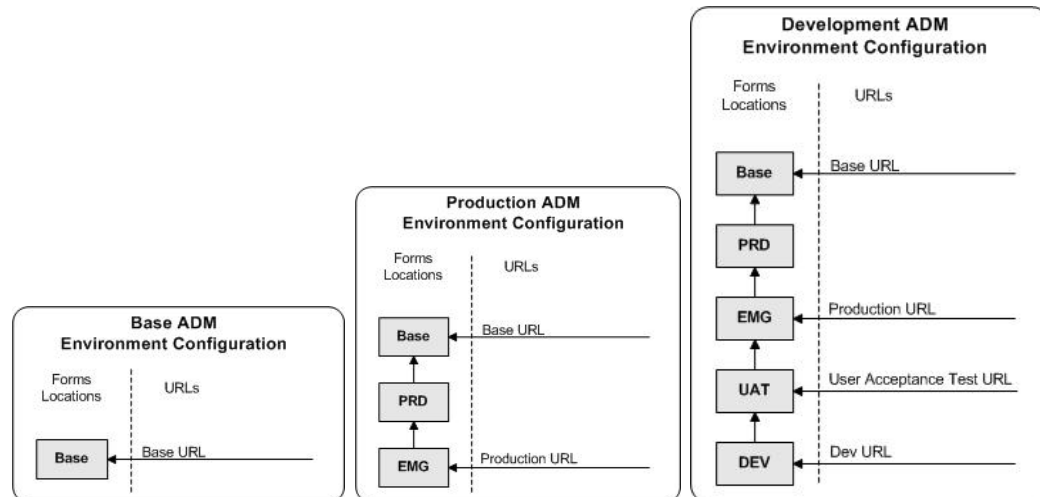 Base ADM
Environment Configuration
Forms
Locations
URLs
Base
Base URL
Production ADM
Environment Configuration
Forms
Locations
URLs
Base
Base URL
PRD
EMG
Production URL
Development ADM
Environment Configuration
Forms
Locations
URLs
Base
Base URL
PRD
EMG
Production URL
UAT
User Acceptance Test URL
DEV
Dev URL